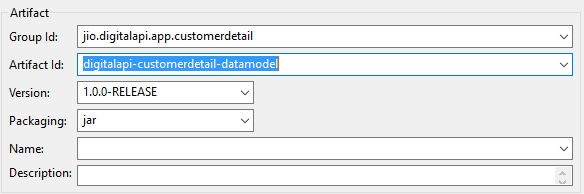 Artifact
Group Id: jio.digitalapi.app.customerdetail
Artifact Id: digitalapi-customerdetail-datamodel
Version: 1.0.0-RELEASE
Packaging: jar
Name:
Description: